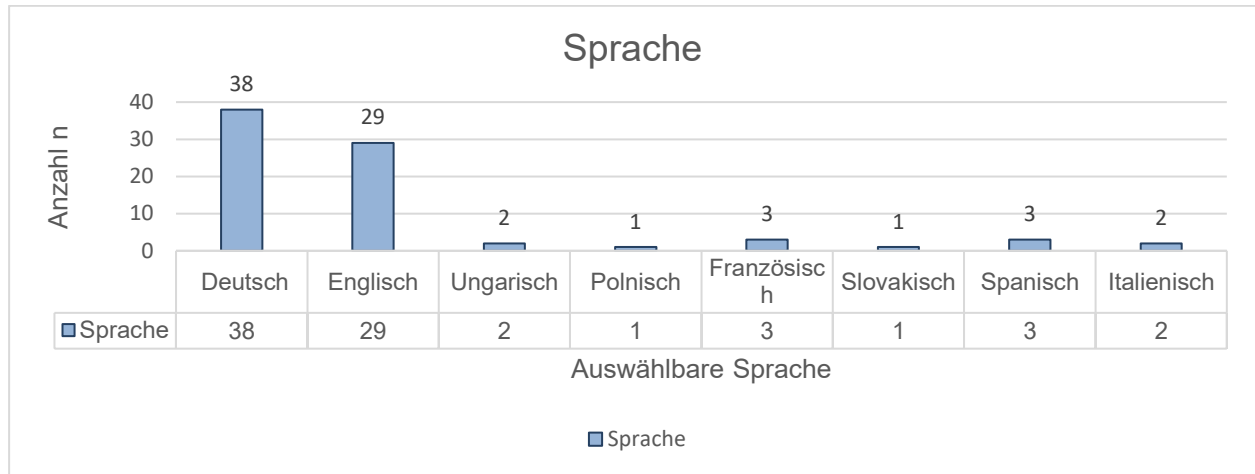 Sprache
Anzahl n
40
30
20
10
0
38
29
2
1
3
1
3
2
Deutsch Englisch Ungarisch Polnisch Französisc
h Slovakisch Spanisch Italienisch
Sprache 38 29 2 1 3 1 3 2
Auswählbare Sprache
Sprache